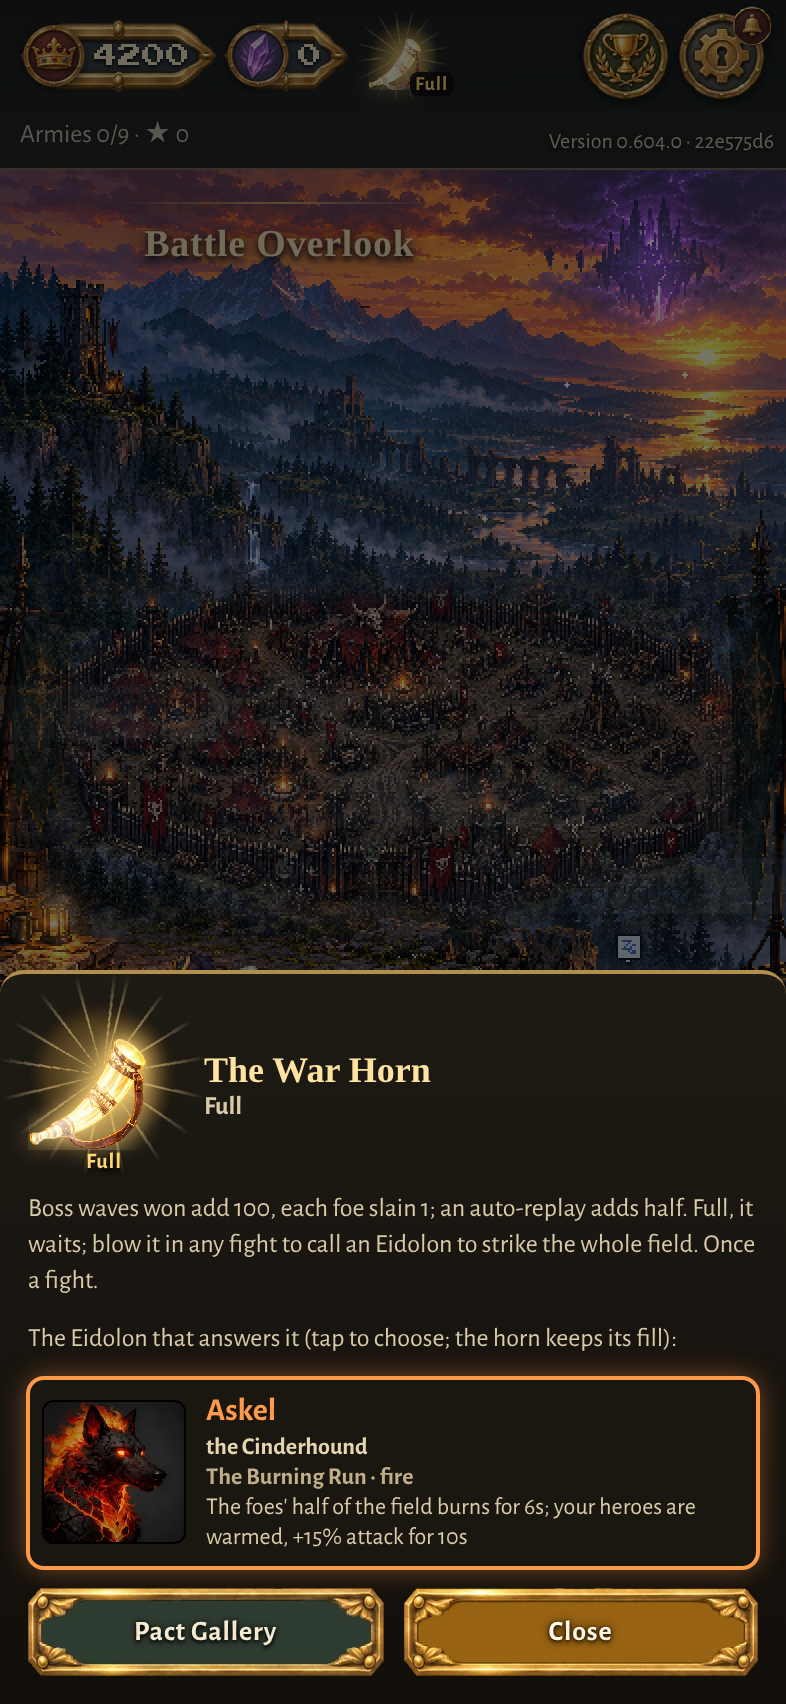 4200
0
Full
Armies 0/9 · ★ 0
Version 0.604.0 · 22e575d6
Battle Overlook
The War Horn
Full
Full
Boss waves won add 100, each foe slain 1; an auto-replay adds half. Full, it
waits; blow it in any fight to call an Eidolon to strike the whole field. Once
a fight.
The Eidolon that answers it (tap to choose; the horn keeps its fill):
Askel
the Cinderhound
The Burning Run · fire
The foes' half of the field burns for 6s; your heroes are
warmed, +15% attack for 10s
Pact Gallery
Close